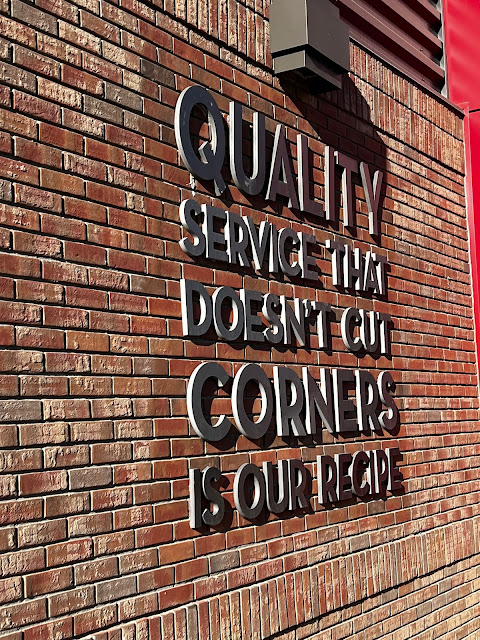 QUALITY
SERVICE THAT
DOESN'T CUT
CORNERS
IS OUR RECIPE